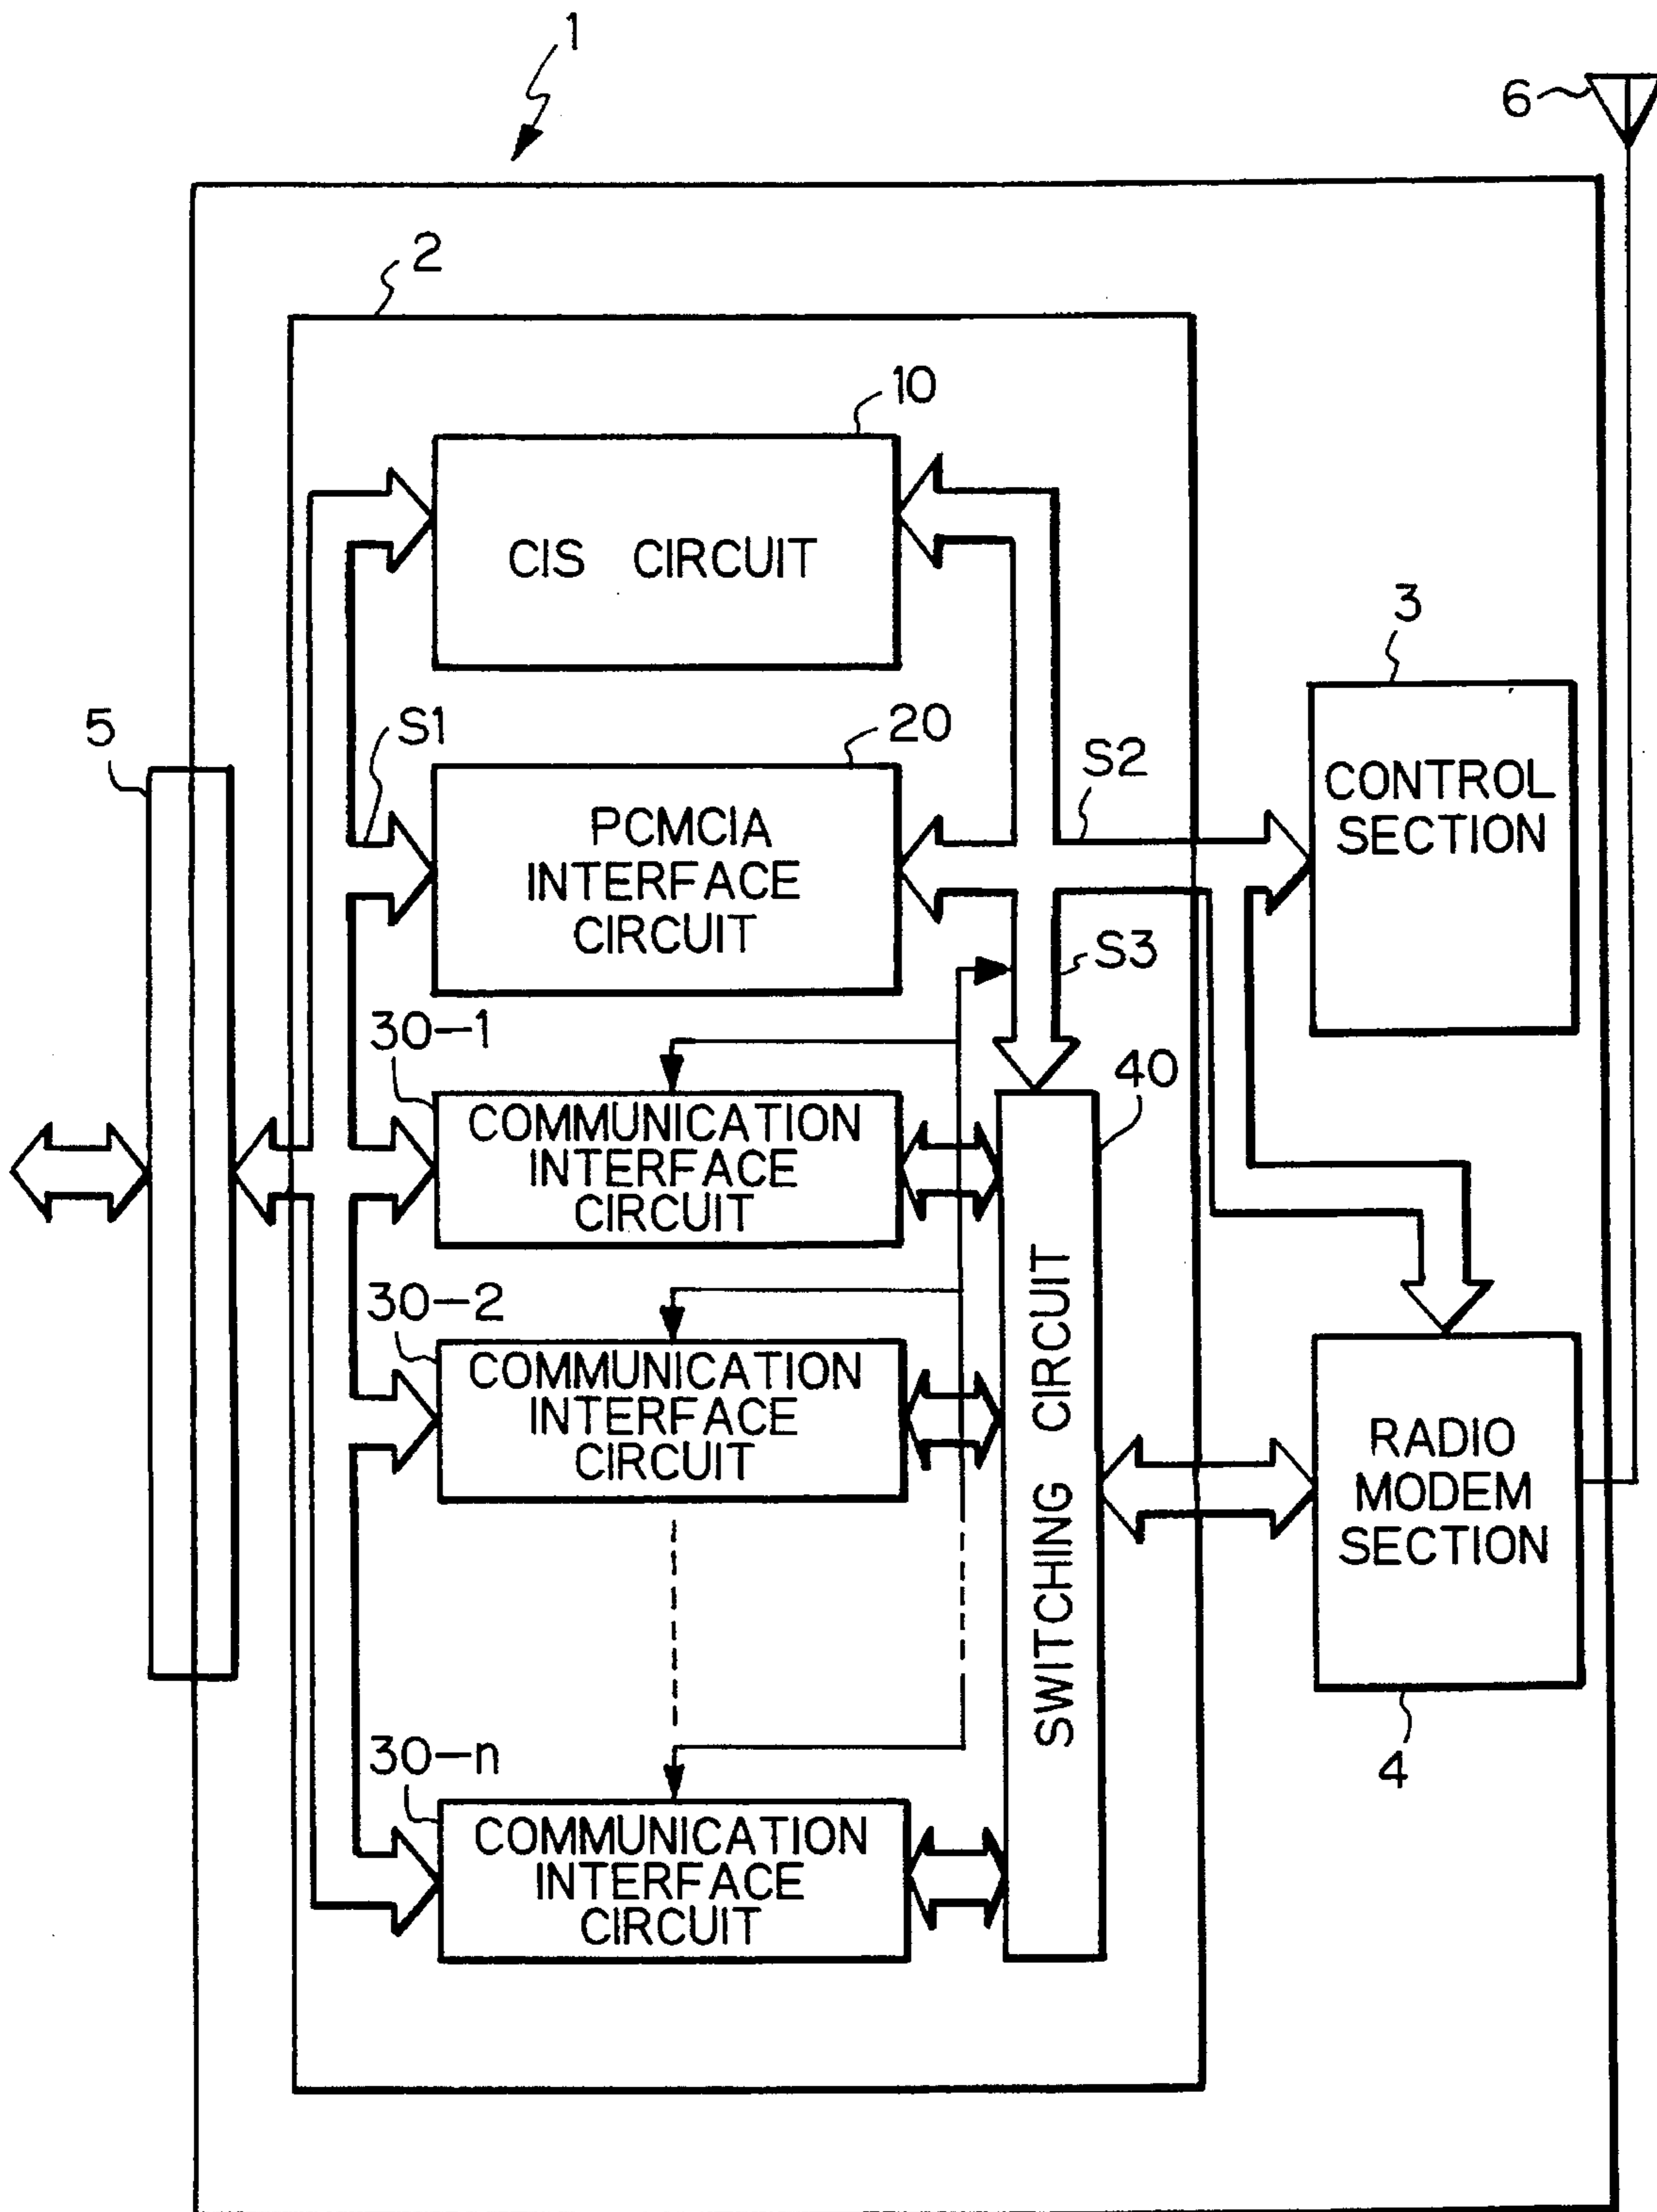 1
6
2
10
CIS CIRCUIT
3
CONTROL
SECTION
5
S1
20
S2
PCMCIA
INTERFACE
CIRCUIT
S3
30-1
40
COMMUNICATION
INTERFACE
CIRCUIT
30-2
COMMUNICATION
INTERFACE
CIRCUIT
SWITCHING CIRCUIT
RADIO
MODEM
SECTION
4
30-n
COMMUNICATION
INTERFACE
CIRCUIT